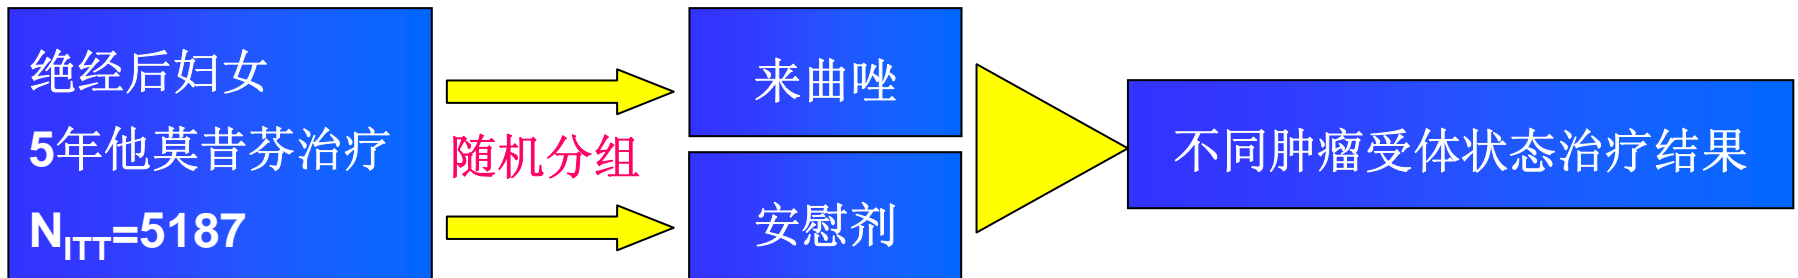 绝经后妇女
5年他莫昔芬治疗
NITT=5187
随机分组
来曲唑
安慰剂
不同肿瘤受体状态治疗结果